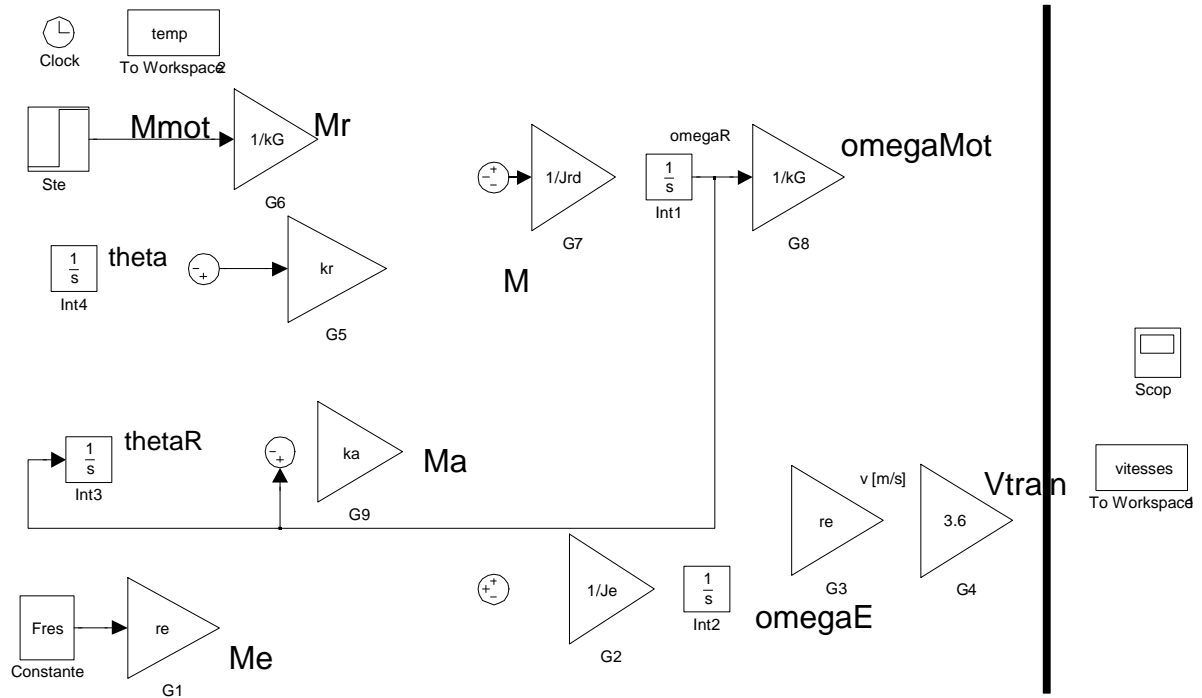 temp
Clock
To Workspace2
Mmot
Mr
1/kG
Ste
G6
omegaR
1/Jrd
1
s
Int1
1/kG
omegaMot
G7
G8
1
s
theta
Int4
kr
G5
M
Scop
1
s
thetaR
Int3
ka
Ma
G9
v [m/s]
Vtrain
vitesses
To Workspace1
re
3.6
G3
G4
1/Je
1
s
Int2
omegaE
G2
Fres
Constante
re
Me
G1